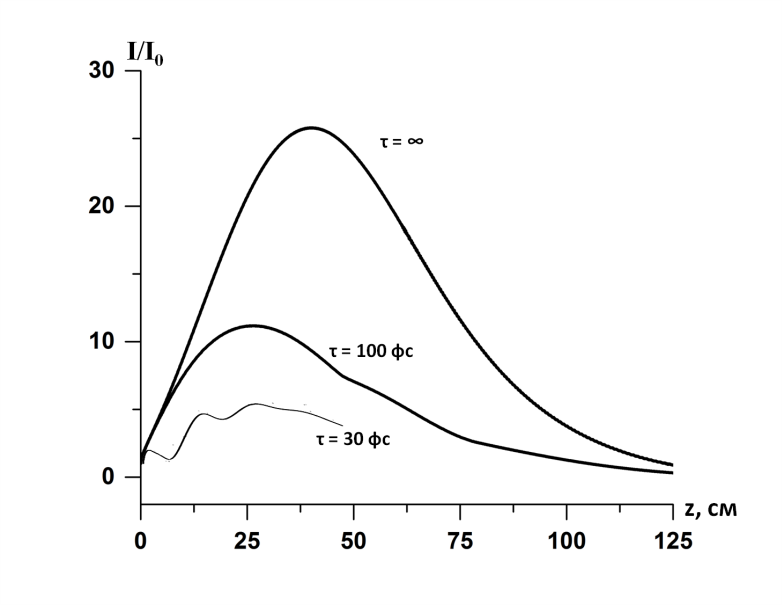 I/I₀
30
τ = ∞
20
10
τ = 100 фс
τ = 30 фс
0
z, см
0 25 50 75 100 125